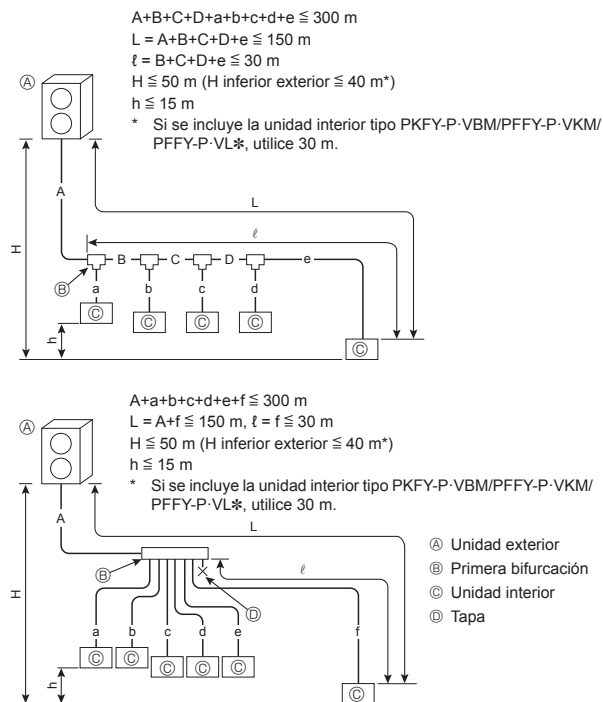 A+B+C+D+a+b+c+d+e ≦ 300 m
L = A+B+C+D+e ≦ 150 m
ℓ = B+C+D+e ≦ 30 m
H ≦ 50 m (H inferior exterior ≦ 40 m*)
h ≦ 15 m
* Si se incluye la unidad interior tipo PKFY-P·VBM/PFFY-P·VKM/
PFFY-P·VL✽, utilice 30 m.
Ⓐ
A
L
H
ℓ
B C D e
Ⓑ a b c d
Ⓒ Ⓒ Ⓒ Ⓒ
h
Ⓒ
A+a+b+c+d+e+f ≦ 300 m
L = A+f ≦ 150 m, ℓ = f ≦ 30 m
H ≦ 50 m (H inferior exterior ≦ 40 m*)
h ≦ 15 m
* Si se incluye la unidad interior tipo PKFY-P·VBM/PFFY-P·VKM/
PFFY-P·VL✽, utilice 30 m.
Ⓐ
A
L
H
Ⓑ
ℓ
Ⓓ
a b c d e f
Ⓒ Ⓒ Ⓒ Ⓒ Ⓒ
h
Ⓒ
Ⓐ Unidad exterior
Ⓑ Primera bifurcación
Ⓒ Unidad interior
Ⓓ Tapa